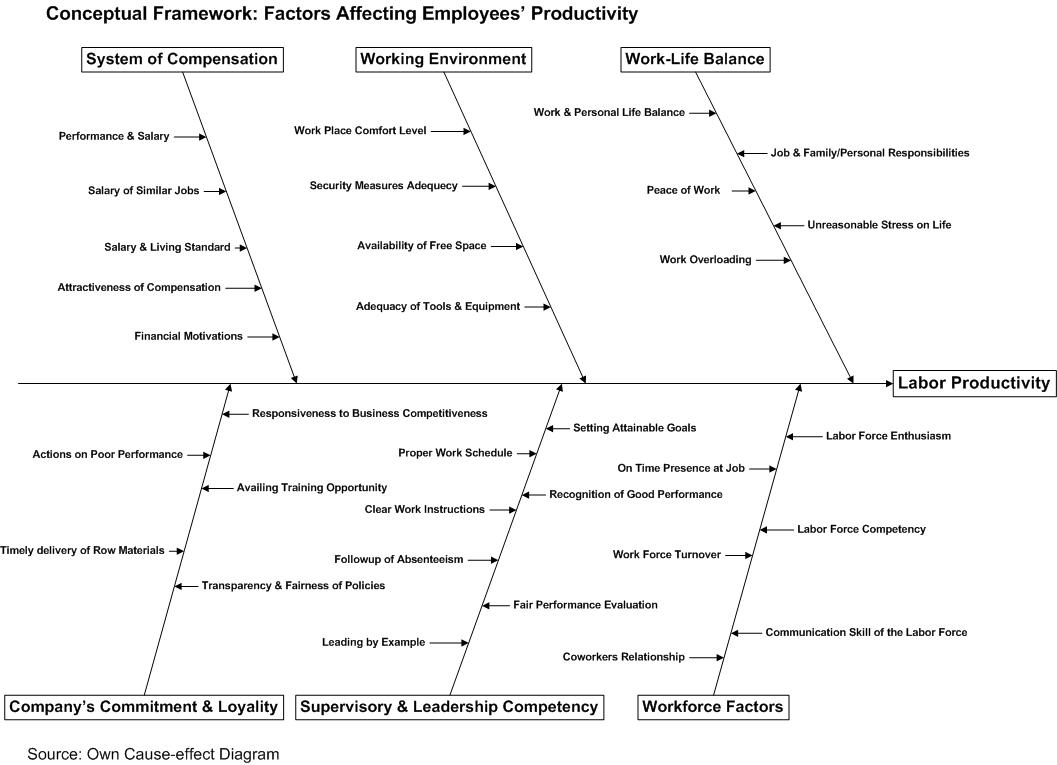 Conceptual Framework: Factors Affecting Employees’ Productivity
System of Compensation
Performance & Salary
Salary of Similar Jobs
Salary & Living Standard
Attractiveness of Compensation
Financial Motivations
Working Environment
Work Place Comfort Level
Security Measures Adequecy
Availability of Free Space
Adequacy of Tools & Equipment
Work-Life Balance
Work & Personal Life Balance
Job & Family/Personal Responsibilities
Peace of Work
Unreasonable Stress on Life
Work Overloading
Labor Productivity
Responsiveness to Business Competitiveness
Actions on Poor Performance
Availing Training Opportunity
Timely delivery of Row Materials
Transparency & Fairness of Policies
Company’s Commitment & Loyality
Setting Attainable Goals
Proper Work Schedule
Recognition of Good Performance
Clear Work Instructions
Followup of Absenteeism
Fair Performance Evaluation
Leading by Example
Supervisory & Leadership Competency
Labor Force Enthusiasm
On Time Presence at Job
Labor Force Competency
Work Force Turnover
Communication Skill of the Labor Force
Coworkers Relationship
Workforce Factors
Source: Own Cause-effect Diagram